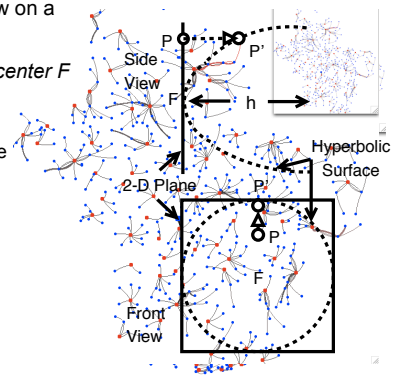 w on a
P
P'
Side
View
center F
F
h
e
Hyperbolic
Surface
2-D Plane
P'
P
F
Front
View